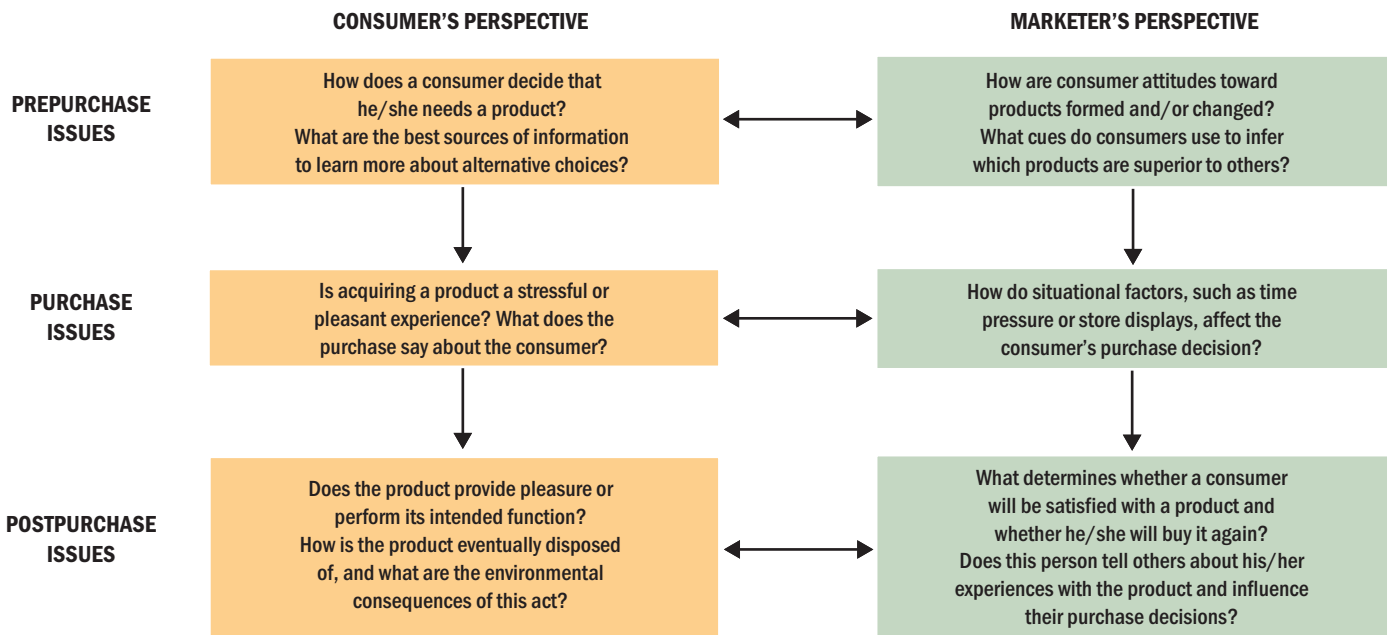 CONSUMER'S PERSPECTIVE
MARKETER'S PERSPECTIVE
PREPURCHASE
ISSUES
How does a consumer decide that
he/she needs a product?
What are the best sources of information
to learn more about alternative choices?
How are consumer attitudes toward
products formed and/or changed?
What cues do consumers use to infer
which products are superior to others?
PURCHASE
ISSUES
Is acquiring a product a stressful or
pleasant experience? What does the
purchase say about the consumer?
How do situational factors, such as time
pressure or store displays, affect the
consumer's purchase decision?
POSTPURCHASE
ISSUES
Does the product provide pleasure or
perform its intended function?
How is the product eventually disposed
of, and what are the environmental
consequences of this act?
What determines whether a consumer
will be satisfied with a product and
whether he/she will buy it again?
Does this person tell others about his/her
experiences with the product and influence
their purchase decisions?